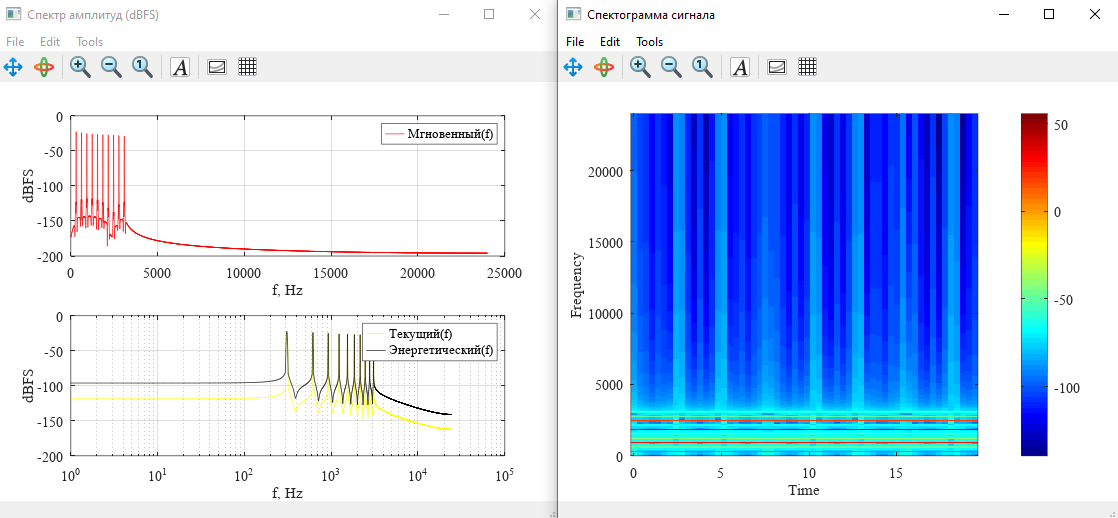 Спектр амплитуд (dBFS)
File Edit Tools
A
0
-50
-100
-150
-200
dBFS
Мгновенный(f)
0 5000 10000 15000 20000 25000
f, Hz
0
-50
-100
-150
-200
dBFS
Текущий(f)
Энергетический(f)
10^0 10^1 10^2 10^3 10^4 10^5
f, Hz
Спектограмма сигнала
File Edit Tools
A
20000
15000
10000
5000
0
Frequency
0 5 10 15
Time
50
0
-50
-100